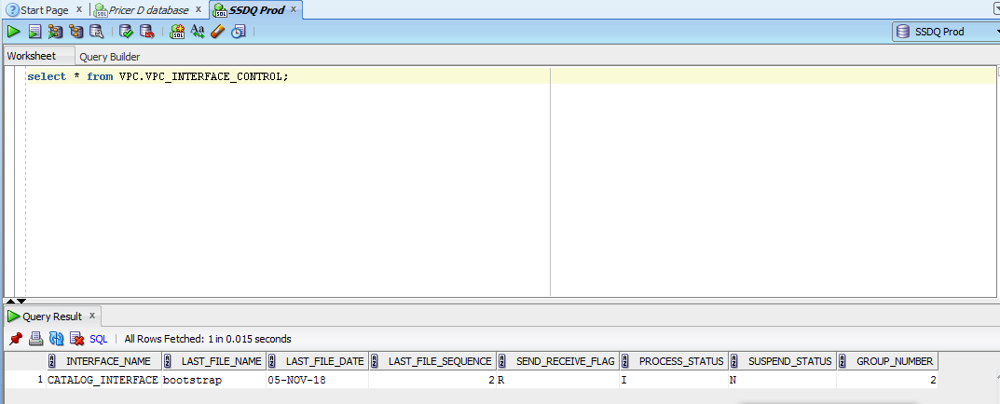 Start Page x Pricer D database x SSDQ Prod x
SQL Aa SSDQ Prod
Worksheet Query Builder
select * from VPC.VPC_INTERFACE_CONTROL;
Query Result x
SQL All Rows Fetched: 1 in 0.015 seconds
INTERFACE_NAME LAST_FILE_NAME LAST_FILE_DATE LAST_FILE_SEQUENCE SEND_RECEIVE_FLAG PROCESS_STATUS SUSPEND_STATUS GROUP_NUMBER
1 CATALOG_INTERFACE bootstrap 05-NOV-18 2 R I N 2